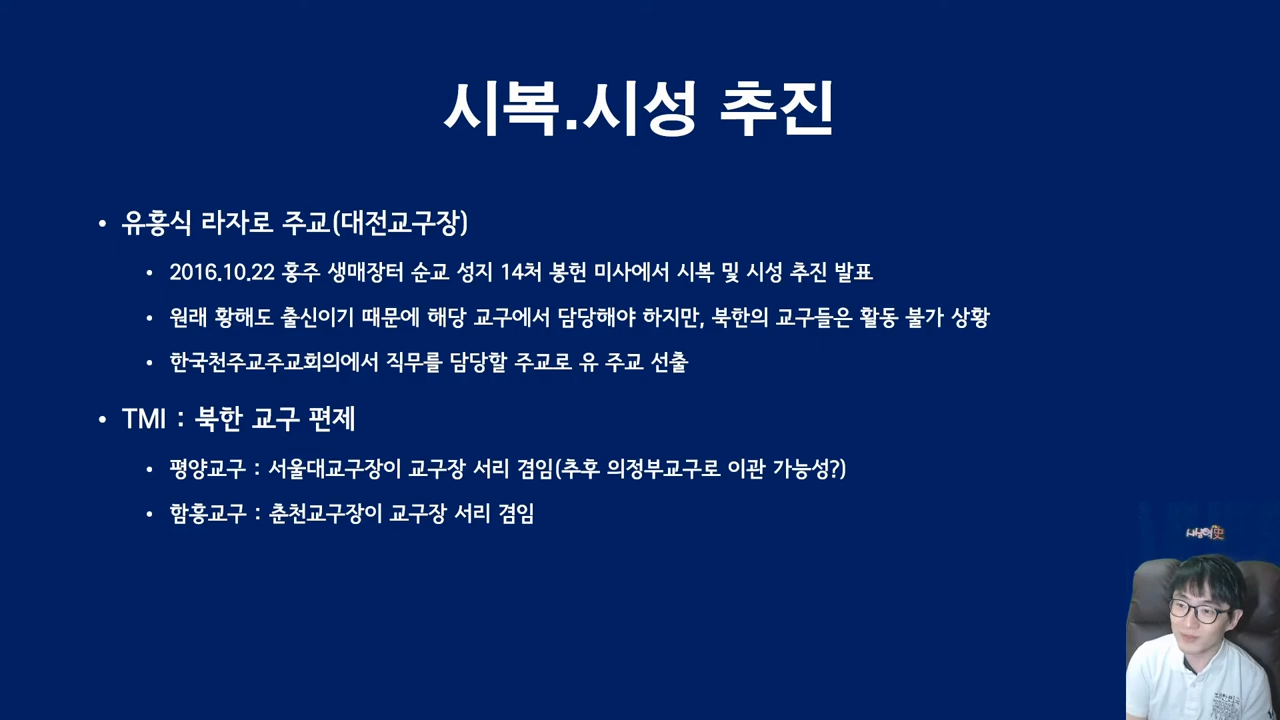 시복.시성 추진
• 유흥식 라자로 주교(대전교구장)
• 2016.10.22 홍주 생매장터 순교 성지 14처 봉헌 미사에서 시복 및 시성 추진 발표
• 원래 황해도 출신이기 때문에 해당 교구에서 담당해야 하지만, 북한의 교구들은 활동 불가 상황
• 한국천주교주교회의에서 직무를 담당할 주교로 유 주교 선출
• TMI : 북한 교구 편제
• 평양교구 : 서울대교구장이 교구장 서리 겸임(추후 의정부교구로 이관 가능성?)
• 함흥교구 : 춘천교구장이 교구장 서리 겸임